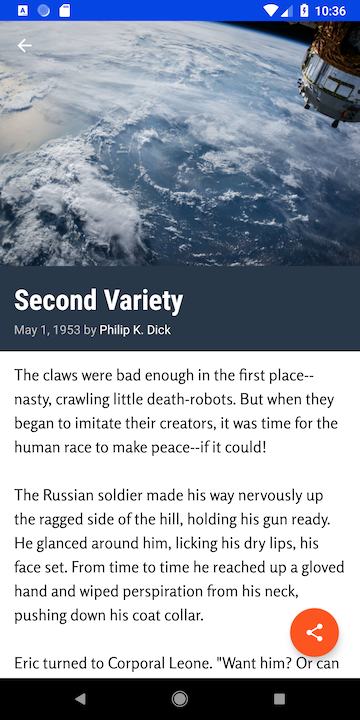 10:36
Second Variety
May 1, 1953 by Philip K. Dick
The claws were bad enough in the first place--
nasty, crawling little death-robots. But when they
began to imitate their creators, it was time for the
human race to make peace--if it could!
The Russian soldier made his way nervously up
the ragged side of the hill, holding his gun ready.
He glanced around him, licking his dry lips, his
face set. From time to time he reached up a gloved
hand and wiped perspiration from his neck,
pushing down his coat collar.
Eric turned to Corporal Leone. "Want him? Or can